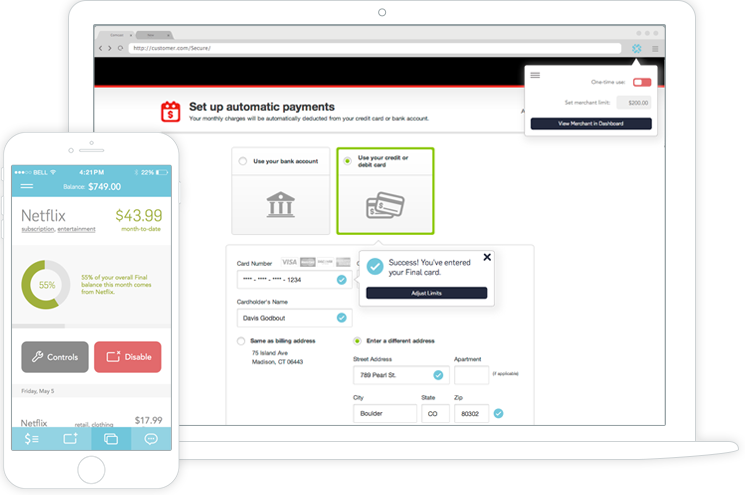 http://customer.com/Secure/
One-time use:
Set merchant limit:
$200.00
View Merchant in Dashboard
Set up automatic payments
Your monthly charges will be automatically deducted from your credit card or bank account.
A
Use your bank account
Use your credit or
debit card
Card Number
VISA
**** - **** - **** - 1234
Success! You've entered
your Final card.
Adjust Limits
Cardholder's Name
Davis Godbout
Same as billing address
75 Island Ave
Madison, CT 06443
Enter a different address
Street Address
Apartment
789 Pearl St.
(if applicable)
City
State
Zip
Boulder
CO
80302
BELL
4:21 PM
22%
Balance: $749.00
Netflix
$43.99
subscription, entertainment
month-to-date
55%
55% of your overall Final
balance this month comes
from Netflix.
Controls
Disable
Friday, May 5
Netflix
retail, clothing
$17.99